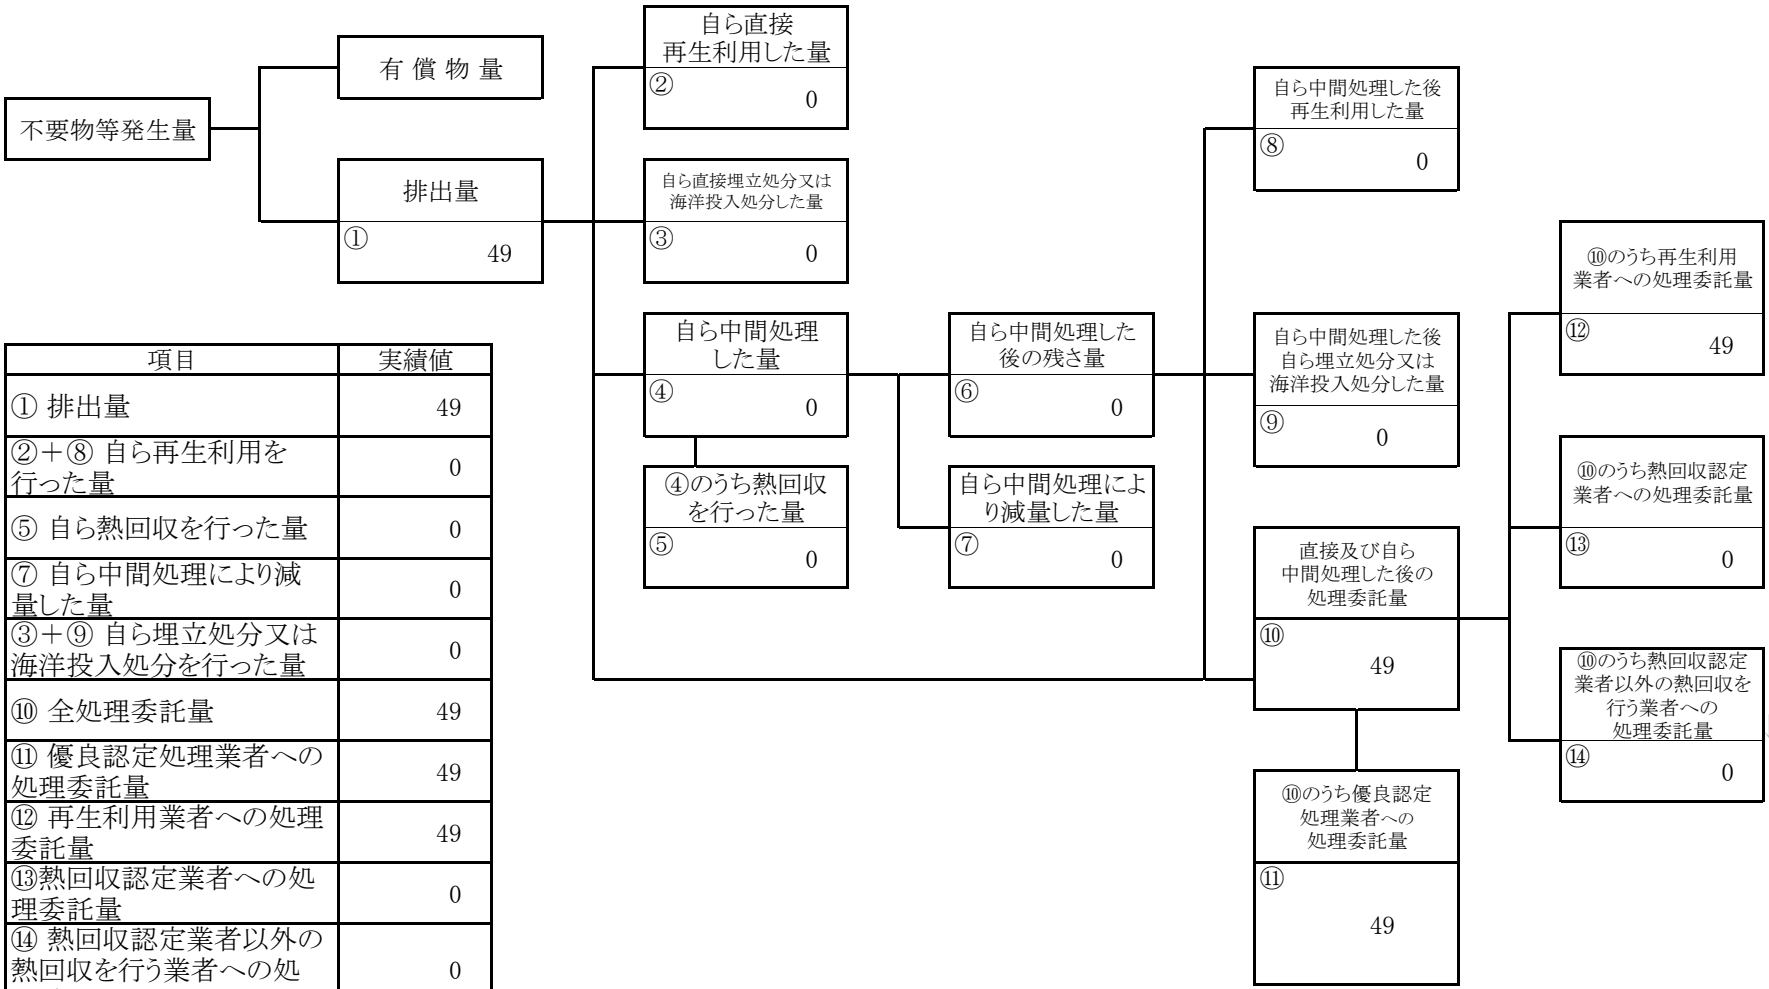 不要物等発生量
有償物量
排出量
①
49
自ら直接
再生利用した量
②
0
自ら直接埋立処分又は
海洋投入処分した量
③
0
自ら中間処理
した量
④
0
④のうち熱回収
を行った量
⑤
0
自ら中間処理した
後の残さ量
⑥
0
自ら中間処理によ
り減量した量
⑦
0
自ら中間処理した後
再生利用した量
⑧
0
自ら中間処理した後
自ら埋立処分又は
海洋投入処分した量
⑨
0
直接及び自ら
中間処理した後の
処理委託量
⑩
49
⑩のうち優良認定
処理業者への
処理委託量
⑪
49
⑩のうち再生利用
業者への処理委託量
⑫
49
⑩のうち熱回収認定
業者への処理委託量
⑬
0
⑩のうち熱回収認定
業者以外の熱回収を
行う業者への
処理委託量
⑭
0
項目 実績値
① 排出量 49
②＋⑧ 自ら再生利用を
行った量 0
⑤ 自ら熱回収を行った量 0
⑦ 自ら中間処理により減
量した量 0
③＋⑨ 自ら埋立処分又は
海洋投入処分を行った量 0
⑩ 全処理委託量 49
⑪ 優良認定処理業者への
処理委託量 49
⑫ 再生利用業者への処理
委託量 49
⑬熱回収認定業者への処
理委託量 0
⑭ 熱回収認定業者以外の
熱回収を行う業者への処 0